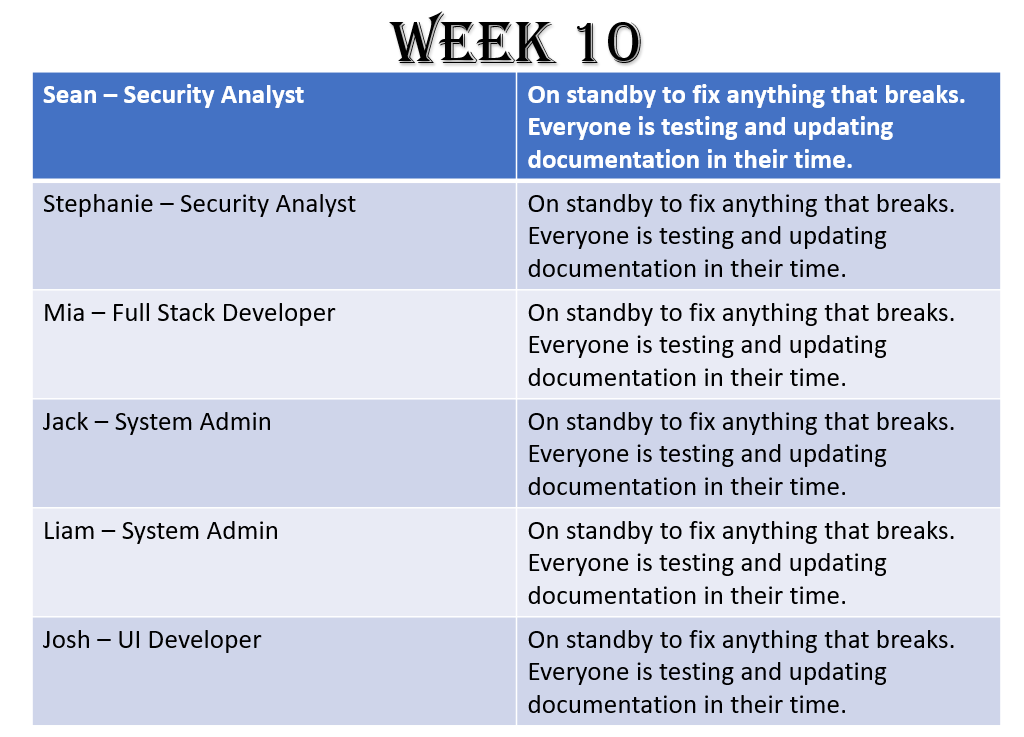 WEEK 10
Sean – Security Analyst
On standby to fix anything that breaks.
Everyone is testing and updating
documentation in their time.
Stephanie – Security Analyst
On standby to fix anything that breaks.
Everyone is testing and updating
documentation in their time.
Mia – Full Stack Developer
On standby to fix anything that breaks.
Everyone is testing and updating
documentation in their time.
Jack – System Admin
On standby to fix anything that breaks.
Everyone is testing and updating
documentation in their time.
Liam – System Admin
On standby to fix anything that breaks.
Everyone is testing and updating
documentation in their time.
Josh – UI Developer
On standby to fix anything that breaks.
Everyone is testing and updating
documentation in their time.